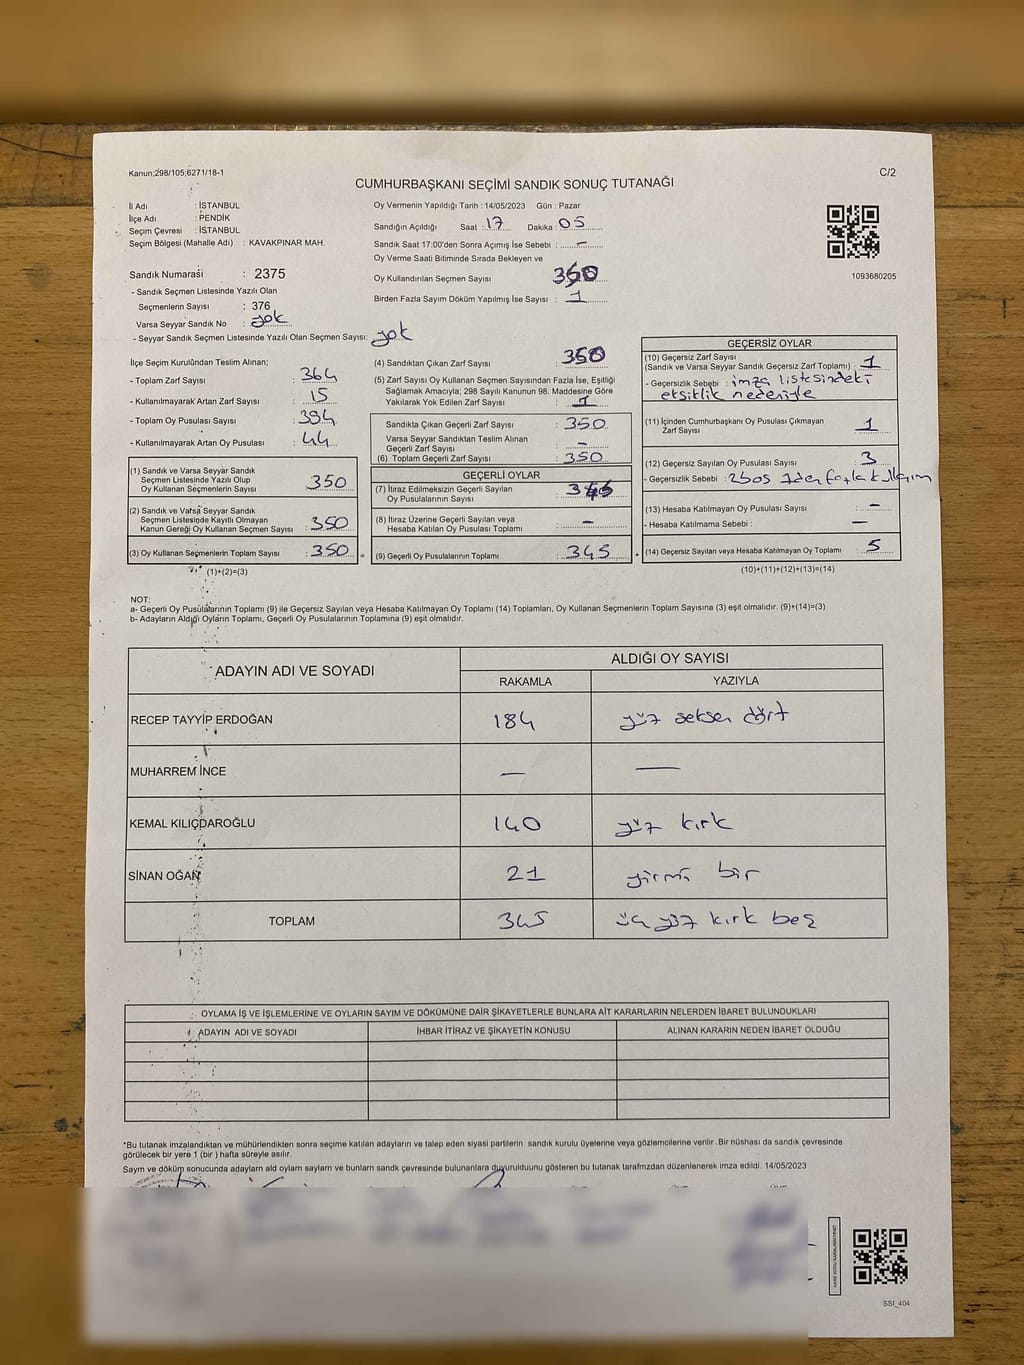 Kanun;298/105;6271/18-1
C/2
CUMHURBAŞKANI SEÇİMİ SANDIK SONUÇ TUTANAĞI
İl Adı : İSTANBUL
İlçe Adı : PENDİK
Seçim Çevresi : İSTANBUL
Seçim Bölgesi (Mahalle Adı) : KAVAKPINAR MAH.
Sandık Numarası : 2375
- Sandık Seçmen Listesinde Yazılı Olan
Seçmenlerin Sayısı : 376
Varsa Seyyar Sandık No : yok
- Seyyar Sandık Seçmen Listesinde Yazılı Olan Seçmen Sayısı: yok
Oy Vermenin Yapıldığı Tarih : 14/05/2023 Gün : Pazar
Sandığın Açıldığı Saat : 17 Dakika : 05
Sandık Saat 17:00'den Sonra Açımış İse Sebebi : -
Oy Verme Saati Bitiminde Sırada Bekleyen ve
Oy Kullandırılan Seçmen Sayısı 350
Birden Fazla Sayım Döküm Yapılmış İse Sayısı : 1
1093680205
İlçe Seçim Kurulundan Teslim Alınan;
- Toplam Zarf Sayısı : 364
- Kullanılmayarak Artan Zarf Sayısı : 15
- Toplam Oy Pusulası Sayısı : 394
- Kullanılmayarak Artan Oy Pusulası : 44
(1) Sandık ve Varsa Seyyar Sandık
Seçmen Listesinde Yazılı Olup
Oy Kullanan Seçmenlerin Sayısı : 350
(2) Sandık ve Varsa Seyyar Sandık
Seçmen Listesiçde Kayıtlı Olmayan
Kanun Gereği Oy Kullanan Seçmen Sayısı : 350
(3) Oy Kullanan Seçmenlerin Toplam Sayısı : 350 =
(1)+(2)=(3)
(4) Sandıktan Çıkan Zarf Sayısı : 350
(5) Zarf Sayısı Oy Kullanan Seçmen Sayısından Fazla İse, Eşitliği
Sağlamak Amacıyla; 298 Sayılı Kanunun 98. Maddesine Göre
Yakılarak Yok Edilen Zarf Sayısı : 1
Sandıkta Çıkan Geçerli Zarf Sayısı : 350
Varsa Seyyar Sandıktan Teslim Alınan
Geçerli Zarf Sayısı : -
(6) Toplam Geçerli Zarf Sayısı : 350
GEÇERLİ OYLAR
(7) İtiraz Edilmeksizin Geçerli Sayılan
Oy Pusulalarının Sayısı :
(8) İtiraz Üzerine Geçerli Sayılan veya
Hesaba Katılan Oy Pusulası Toplamı : -
(9) Geçerli Oy Pusulalarının Toplamı : 345 +
GEÇERSİZ OYLAR
(10) Geçersiz Zarf Sayısı
(Sandık ve Varsa Seyyar Sandık Geçersiz Zarf Toplamı) : 1
- Geçersizlik Sebebi : imza listesindeki
eksiklik nedeniyle
(11) İçinden Cumhurbaşkanı Oy Pusulası Çıkmayan
Zarf Sayısı : 1
(12) Geçersiz Sayılan Oy Pusulası Sayısı : 3
- Geçersizlik Sebebi : 1den fazla kullanım
(13) Hesaba Katılmayan Oy Pusulası Sayısı : -
- Hesaba Katılmama Sebebi : —
(14) Geçersiz Sayılan veya Hesaba Katılmayan Oy Toplamı : 5
(10)+(11)+(12)+(13)=(14)
NOT:
a- Geçerli Oy Pusulalarının Toplamı (9) ile Geçersiz Sayılan veya Hesaba Katılmayan Oy Toplamı (14) Toplamları, Oy Kullanan Seçmenlerin Toplam Sayısına (3) eşit olmalıdır. (9)+(14)=(3)
b- Adayların Aldığı Oyların Toplamı, Geçerli Oy Pusulalarının Toplamına (9) eşit olmalıdır.
ADAYIN ADI VE SOYADI ALDIĞI OY SAYISI
RAKAMLA YAZIYLA
RECEP TAYYİP ERDOĞAN 184 yüz seksen dört
MUHARREM İNCE — —
KEMAL KILIÇDAROĞLU 140 yüz kırk
SİNAN OĞAN 21 yirmi bir
TOPLAM 345 üç yüz kırk beş
OYLAMA İŞ VE İŞLEMLERİNE VE OYLARIN SAYIM VE DÖKÜMÜNE DAİR ŞİKAYETLERLE BUNLARA AİT KARARLARIN NELERDEN İBARET BULUNDUKLARI
ADAYIN ADI VE SOYADI İHBAR İTİRAZ VE ŞİKAYETİN KONUSU ALINAN KARARIN NEDEN İBARET OLDUĞU
*Bu tutanak imzalandıktan ve mühürlendikten sonra seçime katılan adayların ve talep eden siyasi partilerin sandık kurulu üyelerine veya gözlemcilerine verilir .Bir nüshası da sandık çevresinde
görülecek bir yere 1 (bir ) hafta süreyle asılır.
Sayım ve döküm sonucunda adayların ald oyların sayların ve bunların sandk çevresinde bulunanlara duyurulduunu gösteren bu tutanak tarafmzdan düzenlenerek imza edildi. 14/05/2023
SSI_404